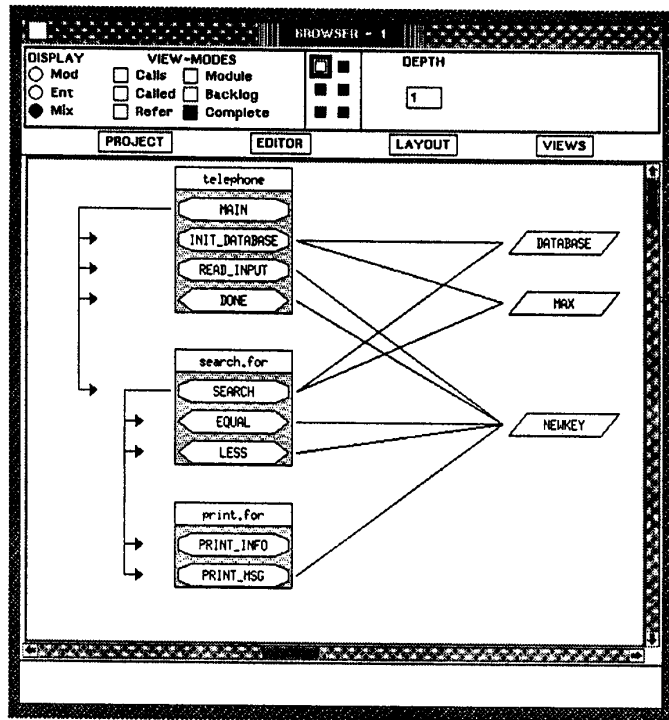 BROWSER - 1
DISPLAY VIEW-MODES DEPTH
Mod Calls Module
Ent Called Backlog 1
Mix Refer Complete
PROJECT EDITOR LAYOUT VIEWS
telephone
MAIN
INIT_DATABASE DATABASE
READ_INPUT
DONE MAX
search.for
SEARCH
EQUAL NEWKEY
LESS
print.for
PRINT_INFO
PRINT_MSG